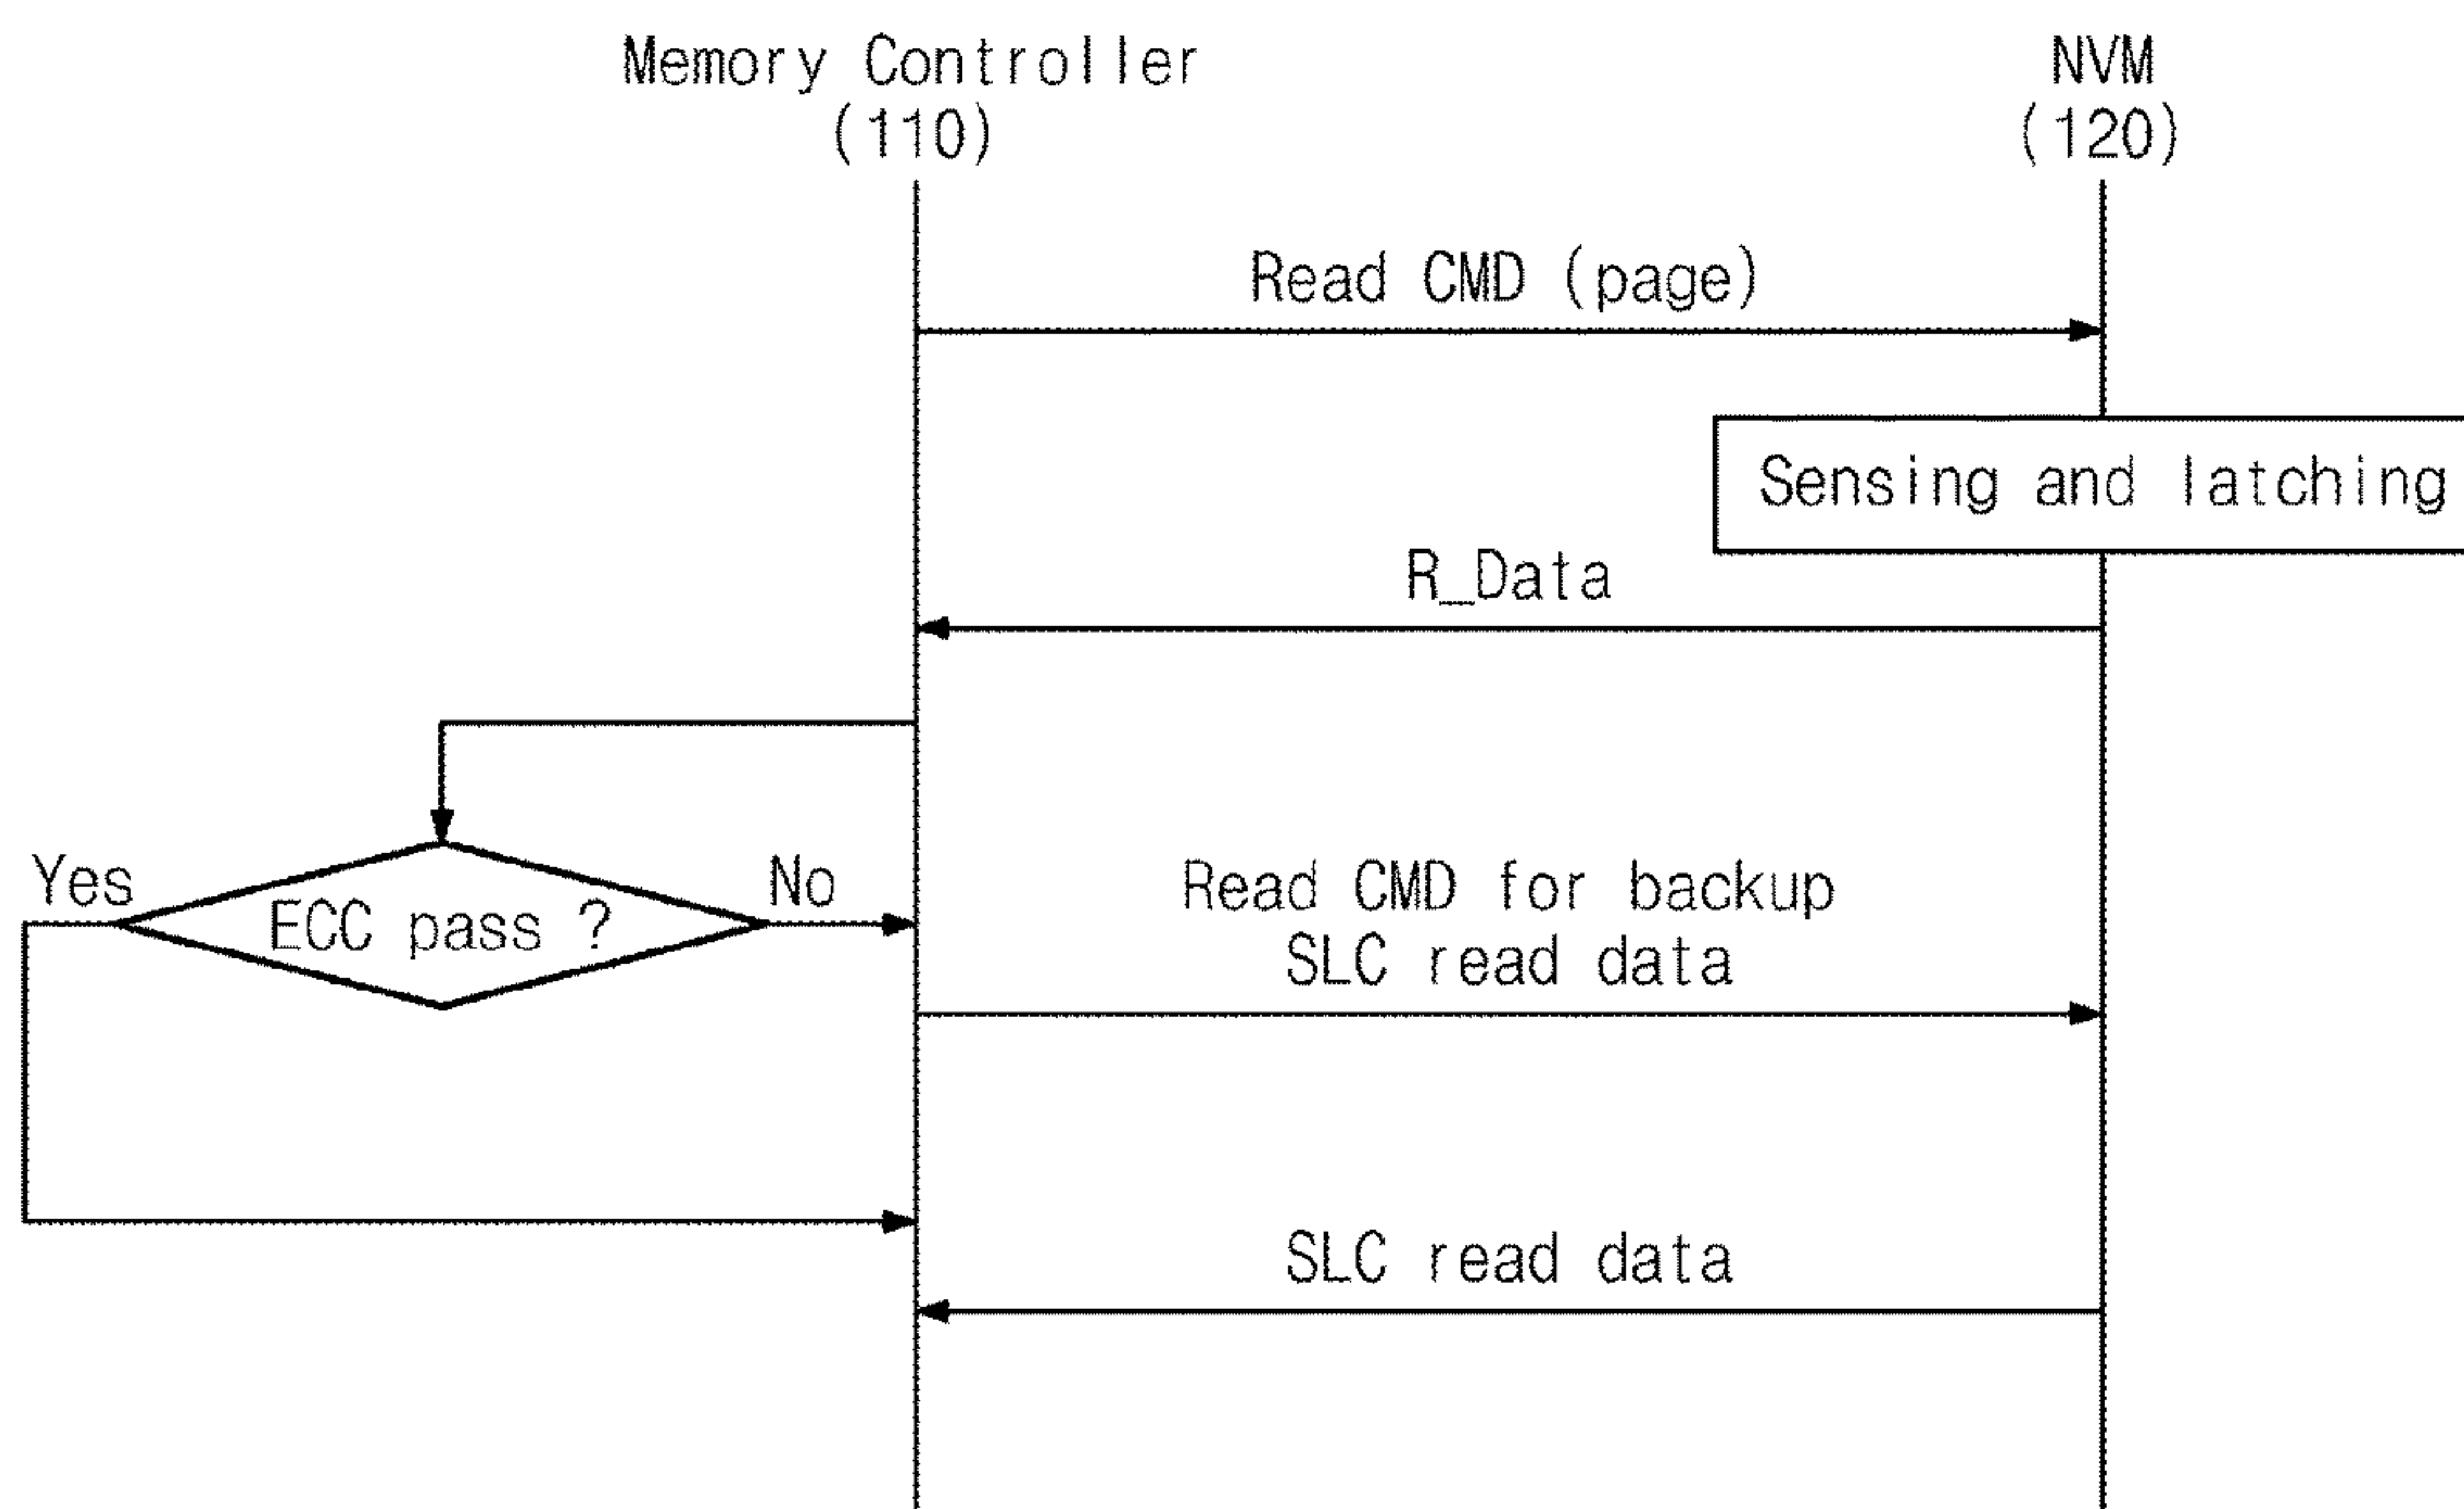 Memory Controller
(110)
NVM
(120)
Read CMD (page)
Sensing and latching
R_Data
Yes
ECC pass ?
No
Read CMD for backup
SLC read data
SLC read data